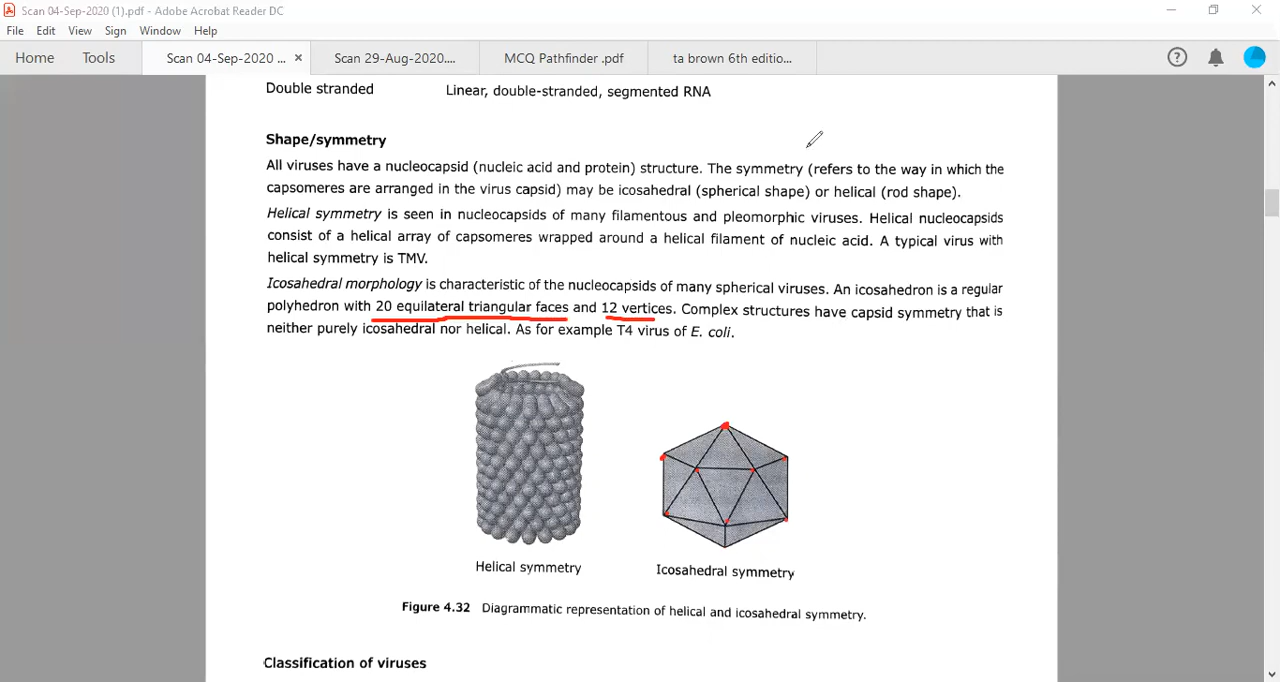 Scan 04-Sep-2020 (1).pdf - Adobe Acrobat Reader DC
File Edit View Sign Window Help
Home Tools Scan 04-Sep-2020 ... × Scan 29-Aug-2020.... MCQ Pathfinder .pdf ta brown 6th editio...
Double stranded Linear, double-stranded, segmented RNA
Shape/symmetry
All viruses have a nucleocapsid (nucleic acid and protein) structure. The symmetry (refers to the way in which the
capsomeres are arranged in the virus capsid) may be icosahedral (spherical shape) or helical (rod shape).
Helical symmetry is seen in nucleocapsids of many filamentous and pleomorphic viruses. Helical nucleocapsids
consist of a helical array of capsomeres wrapped around a helical filament of nucleic acid. A typical virus with
helical symmetry is TMV.
Icosahedral morphology is characteristic of the nucleocapsids of many spherical viruses. An icosahedron is a regular
polyhedron with 20 equilateral triangular faces and 12 vertices. Complex structures have capsid symmetry that is
neither purely icosahedral nor helical. As for example T4 virus of E. coli.
Helical symmetry Icosahedral symmetry
Figure 4.32 Diagrammatic representation of helical and icosahedral symmetry.
Classification of viruses